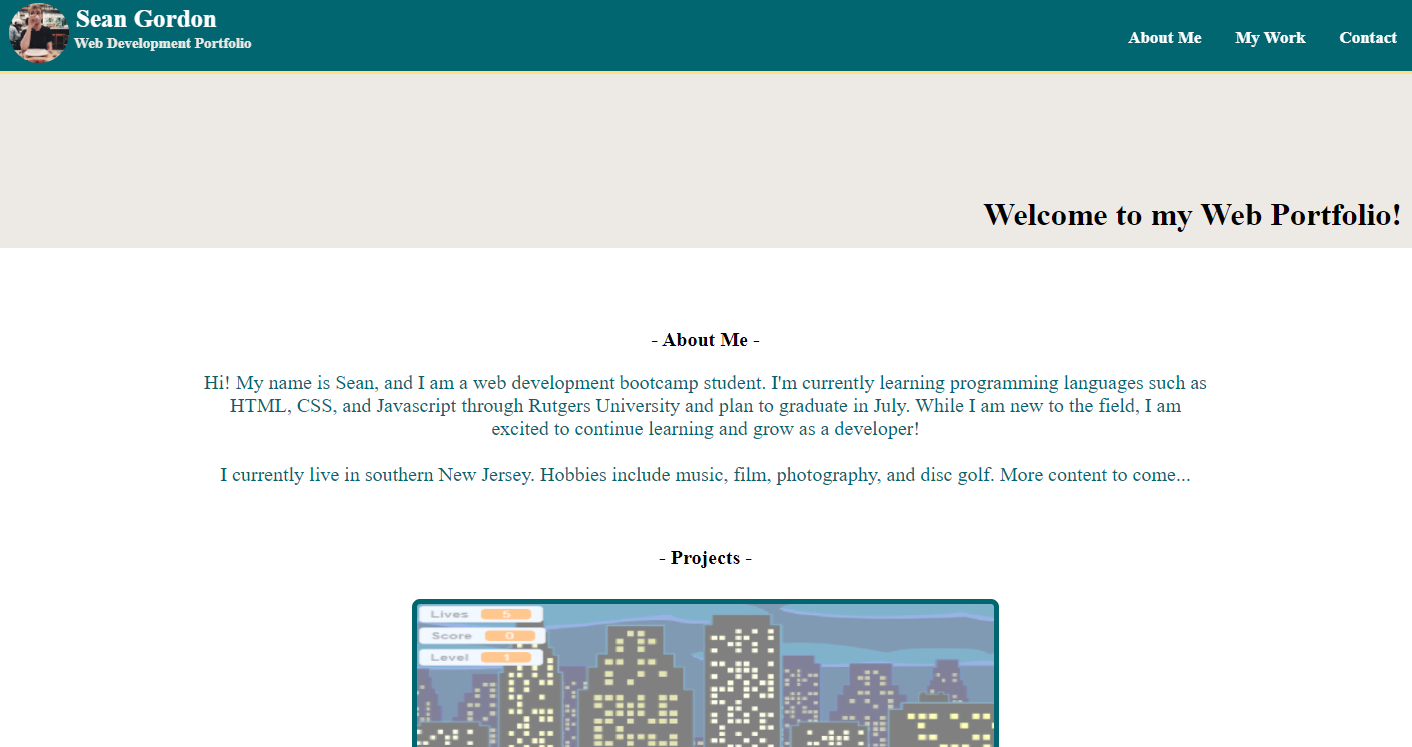 Sean Gordon
Web Development Portfolio
About Me
My Work
Contact
Welcome to my Web Portfolio!
- About Me -
Hi! My name is Sean, and I am a web development bootcamp student. I'm currently learning programming languages such as
HTML, CSS, and Javascript through Rutgers University and plan to graduate in July. While I am new to the field, I am
excited to continue learning and grow as a developer!
I currently live in southern New Jersey. Hobbies include music, film, photography, and disc golf. More content to come...
- Projects -
Lives 5
Score 0
Level 1